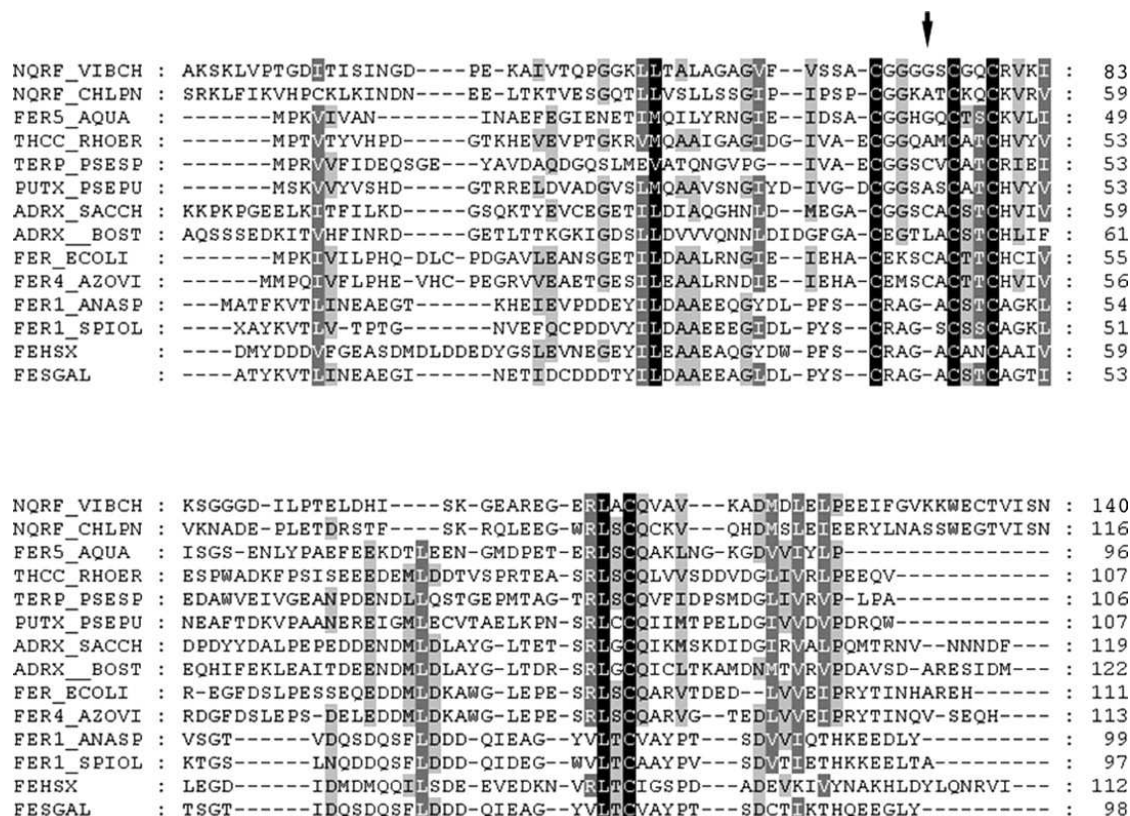 NQRF_VIBCH : AKSKLVPTGDITISINGD----PE-KAIVTQPGGKLLTALAGAGVF--VSSA-CGGGGSCGQCRVKI : 83
NQRF_CHLPN : SRKLFIKVHPCKLKINDN----EE-LTKTVESGQTLLVSLLSSGIP--IPSP-CGGKATCKQCKVRV : 59
FER5_AQUA : -------MPKVIVAN------INAEFEGIENETIMQILYRNGIE--IDSA-CGGHGQCTSCKVLI : 49
THCC_RHOER : -------MPTVTYVHPD----GTKHEVEVPTGKRVMQAAIGAGIDG-IVA-ECGGQAMCATCHVYV : 53
TERP_PSESP : -------MPRVVFIDEQSGE---YAVDAQDGQSLMEVATQNGVPG-IVA-ECGGSCVCATCRIEI : 53
PUTX_PSEPU : -------MSKVVYVSHD----GTRRELDVADGVSLMQAAVSNGIYD-IVG-DCGGSASCATCHVYV : 53
ADRX_SACCH : KKPKPGEELKITFILKD----GSQKTYEVCEGETILDIAQGHNLD--MEGA-CGGSCACSTCHVIV : 59
ADRX__BOST : AQSSSEDKITVHFINRD----GETLTTKGKIGDSLLDVVVQNNLDIDGFGA-CEGTLACSTCHLIF : 61
FER_ECOLI : -------MPKIVILPHQ-DLC-PDGAVLEANSGETILDAALRNGIE--IEHA-CEKSCACTTCHCIV : 55
FER4_AZOVI : ------MMPQIVFLPHE-VHC-PEGRVVEAETGESILEAALRNDIE--IEHA-CEMSCACTTCHVIV : 56
FER1_ANASP : ----MATFKVTLINEAEGT-----KHEIEVPDDEYILDAAEEQGYDL-PFS--CRAG-ACSTCAGKL : 54
FER1_SPIOL : -----XAYKVTLV-TPTG------NVEFQCPDDVYILDAAEEEGIDL-PYS--CRAG-SCSSCAGKL : 51
FEHSX : ----DMYDDDVFGEASDMDLDDEDYGSLEVNEGEYILEAAEAQGYDW-PFS--CRAG-ACANCAAIV : 59
FESGAL : ----ATYKVTLINEAEGI------NETIDCDDDTYILDAAEEAGLDL-PYS--CRAG-ACSTCAGTI : 53
NQRF_VIBCH : KSGGGD-ILPTELDHI----SK-GEAREG-ERLACQVAV---KADMDLELPEEIFGVKKWECTVISN : 140
NQRF_CHLPN : VKNADE-PLETDRSTF----SK-RQLEEG-WRLSCQCKV---QHDMSLEIEERYLNASSWEGTVISN : 116
FER5_AQUA : ISGS-ENLYPAEFEEKDTLEEN-GMDPET-ERLSCQAKLNG-KGDVVIYLP---------------- : 96
THCC_RHOER : ESPWADKFPSISEEEDEMLDDTVSPRTEA-SRLSCQLVVSDDVDGLIVRLPEEQV------------ : 107
TERP_PSESP : EDAWVEIVGEANPDENDLLQSTGEPMTAG-TRLSCQVFIDPSMDGLIVRVP-LPA------------ : 106
PUTX_PSEPU : NEAFTDKVPAANEREIGMLECVTAELKPN-SRLCCQIIMTPELDGIVVDVPDRQW------------ : 107
ADRX_SACCH : DPDYYDALPEPEDDENDMLDLAYG-LTET-SRLGCQIKMSKDIDGIRVALPQMTRNV--NNNDF--- : 119
ADRX__BOST : EQHIFEKLEAITDEENDMLDLAYG-LTDR-SRLGCQICLTKAMDNMTVRVPDAVSD-ARESIDM--- : 122
FER_ECOLI : R-EGFDSLPESSEQEDDMLDKAWG-LEPE-SRLSCQARVTDED--LVVEIPRYTINHAREH------ : 111
FER4_AZOVI : RDGFDSLEPS-DELEDDMLDKAWG-LEPE-SRLSCQARVG---TEDLVVEIPRYTINQV-SEQH---- : 113
FER1_ANASP : VSGT------VDQSDQSFLDDD-QIEAG-YVLTCVAYPT---SDVVIQTHKEEDLY----------- : 99
FER1_SPIOL : KTGS------LNQDDQSFLDDD-QIDEG-WVLTCAAYPV---SDVTIETHKKEELTA---------- : 97
FEHSX : LEGD------IDMDMQQILSDE-EVEDKN-VRLTCIGSPD---ADEVKIVYNAKHLDYLQNRVI--- : 112
FESGAL : TSGT------IDQSDQSFLDDD-QIEAG-YVLTCVAYPT---SDCTIKTHQEEGLY----------- : 98